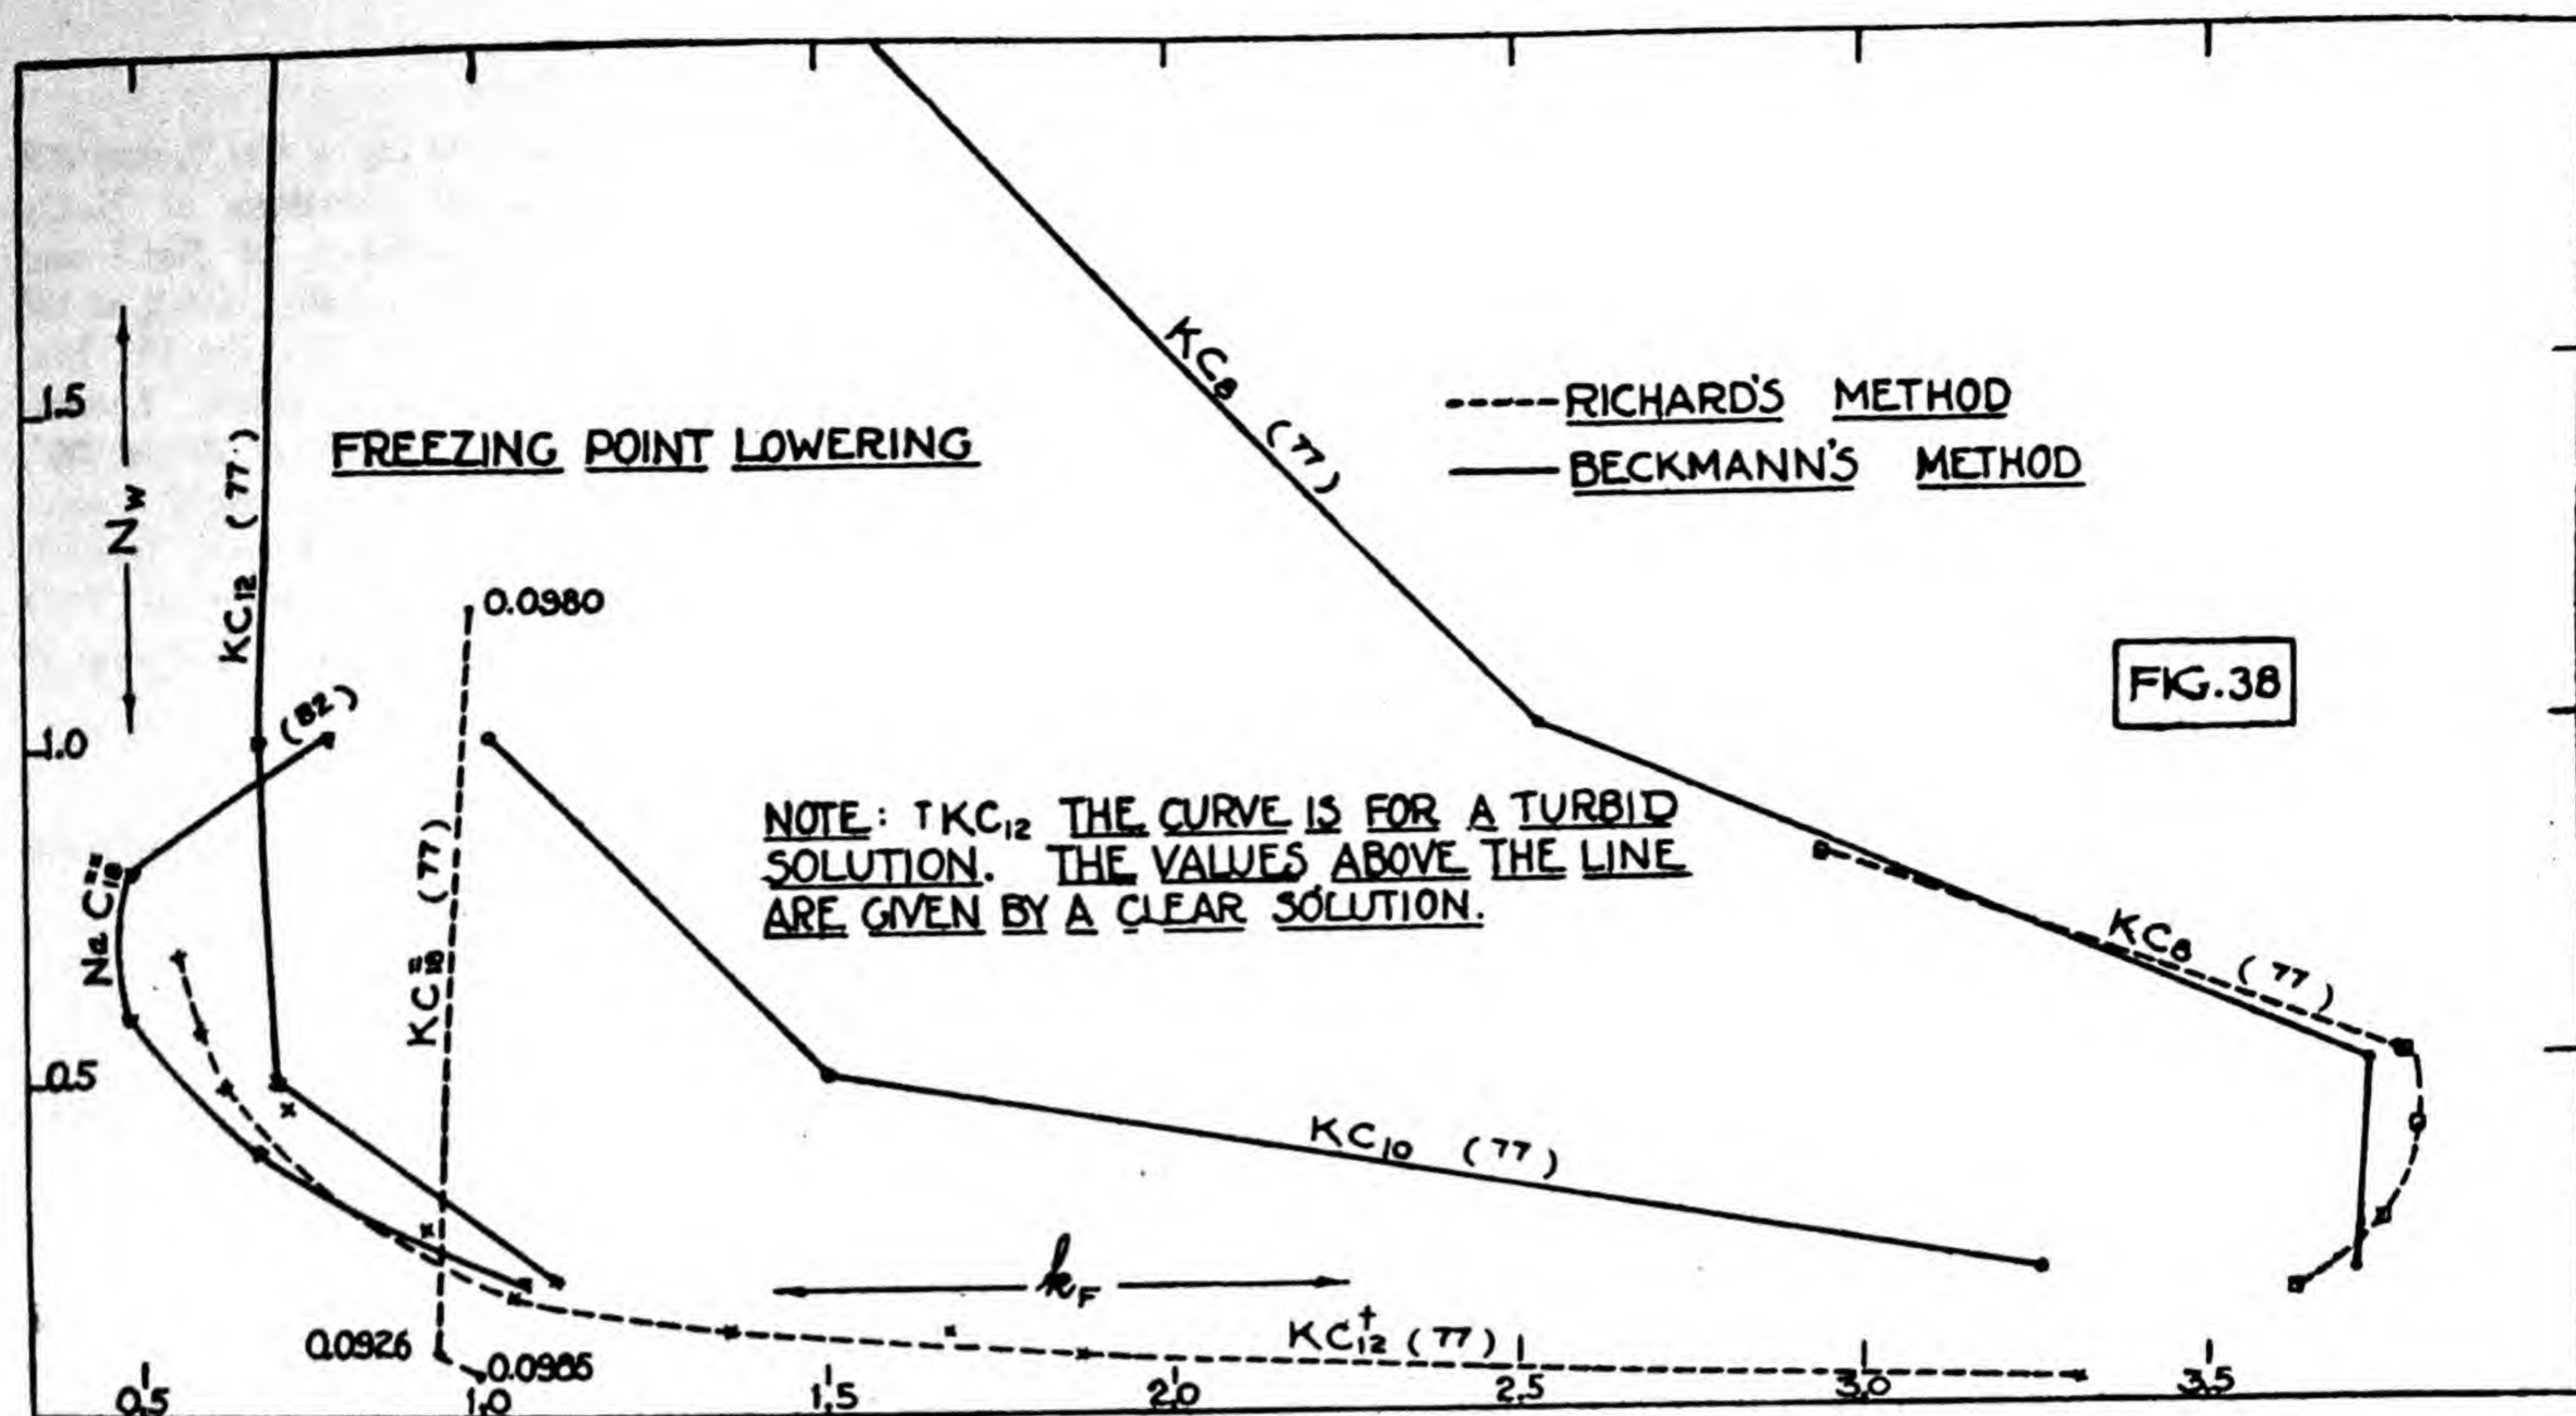 KC8 (77)
1.5
KC12 (77)
FREEZING POINT LOWERING
-----RICHARD'S METHOD
——BECKMANN'S METHOD
Nw
0.0980
FIG.38
(82)
1.0
NOTE: †KC12 THE CURVE IS FOR A TURBID
SOLUTION. THE VALUES ABOVE THE LINE
ARE GIVEN BY A CLEAR SOLUTION.
KC18= (77)
NaC18==
KC8 (77)
0.5
KC10 (77)
kF
KC12† (77)
0.0926
0.0985
0.5 1.0 1.5 2.0 2.5 3.0 3.5